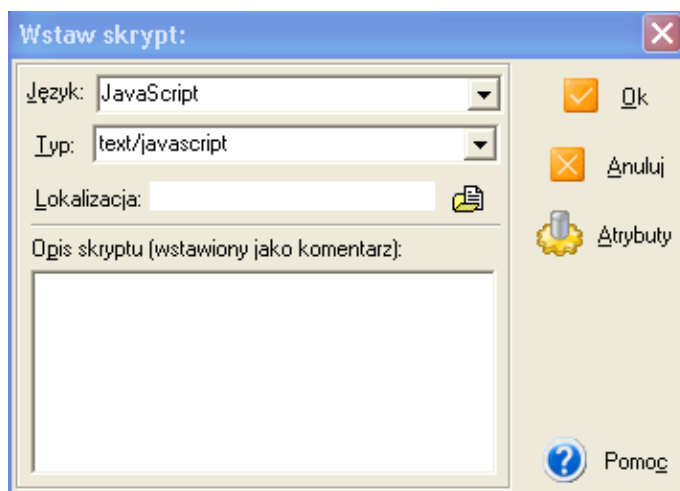 Wstaw skrypt:
Język: JavaScript
Ok
Typ: text/javascript
Anuluj
Lokalizacja:
Atrybuty
Opis skryptu (wstawiony jako komentarz):
Pomoc